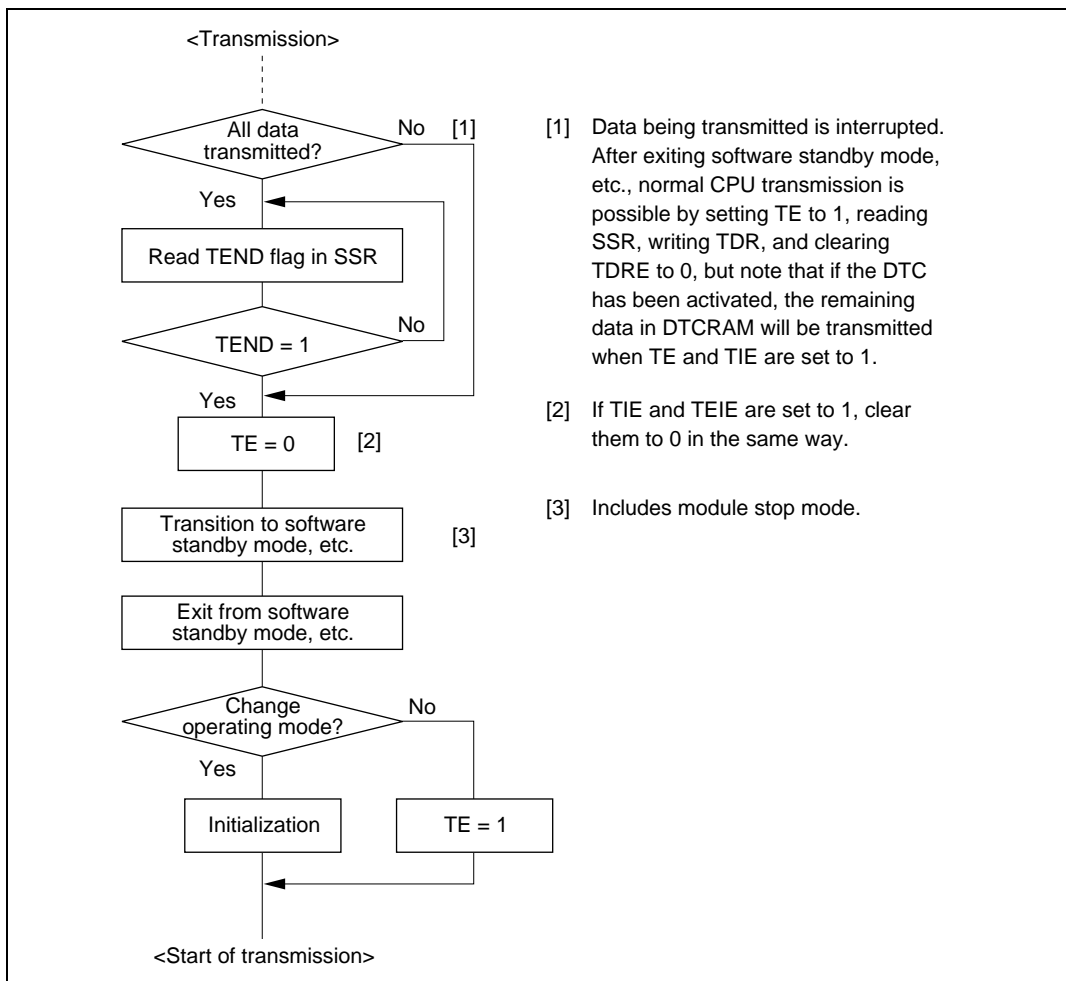 <Transmission>
All data
transmitted?
No
[1]
Yes
Read TEND flag in SSR
TEND = 1
No
Yes
TE = 0
[2]
Transition to software
standby mode, etc.
[3]
Exit from software
standby mode, etc.
Change
operating mode?
No
Yes
Initialization
TE = 1
<Start of transmission>
[1] Data being transmitted is interrupted.
After exiting software standby mode,
etc., normal CPU transmission is
possible by setting TE to 1, reading
SSR, writing TDR, and clearing
TDRE to 0, but note that if the DTC
has been activated, the remaining
data in DTCRAM will be transmitted
when TE and TIE are set to 1.
[2] If TIE and TEIE are set to 1, clear
them to 0 in the same way.
[3] Includes module stop mode.